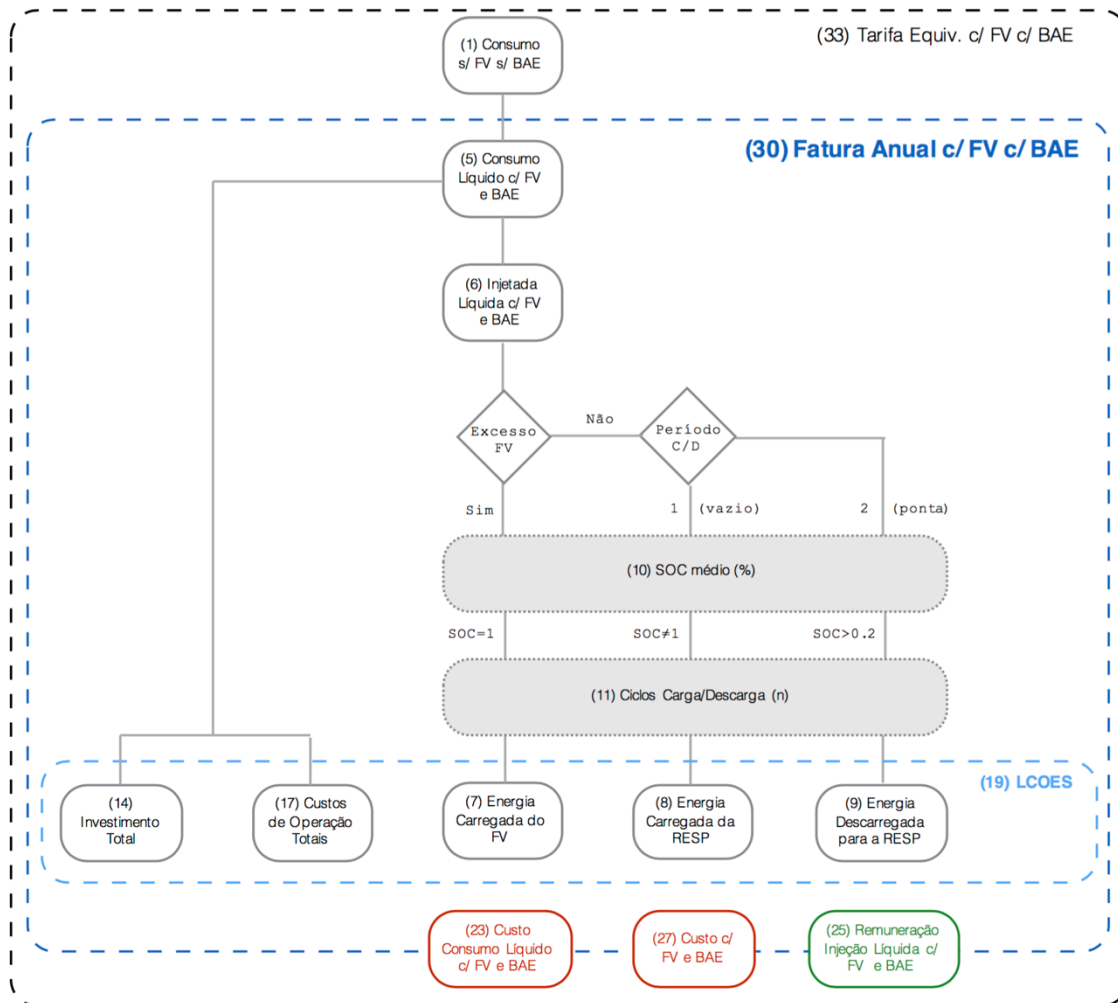 (33) Tarifa Equiv. c/ FV c/ BAE
(1) Consumo
s/ FV s/ BAE
(30) Fatura Anual c/ FV c/ BAE
(5) Consumo
Líquido c/ FV
e BAE
(6) Injetada
Líquida c/ FV
e BAE
Excesso
FV
Não
Período
C/D
Sim
1 (vazio)
2 (ponta)
(10) SOC médio (%)
SOC=1
SOC≠1
SOC>0.2
(11) Ciclos Carga/Descarga (n)
(19) LCOES
(14)
Investimento
Total
(17) Custos
de Operação
Totais
(7) Energia
Carregada do
FV
(8) Energia
Carregada da
RESP
(9) Energia
Descarregada
para a RESP
(23) Custo
Consumo Líquido
c/ FV e BAE
(27) Custo c/
FV e BAE
(25) Remuneração
Injeção Líquida c/
FV e BAE